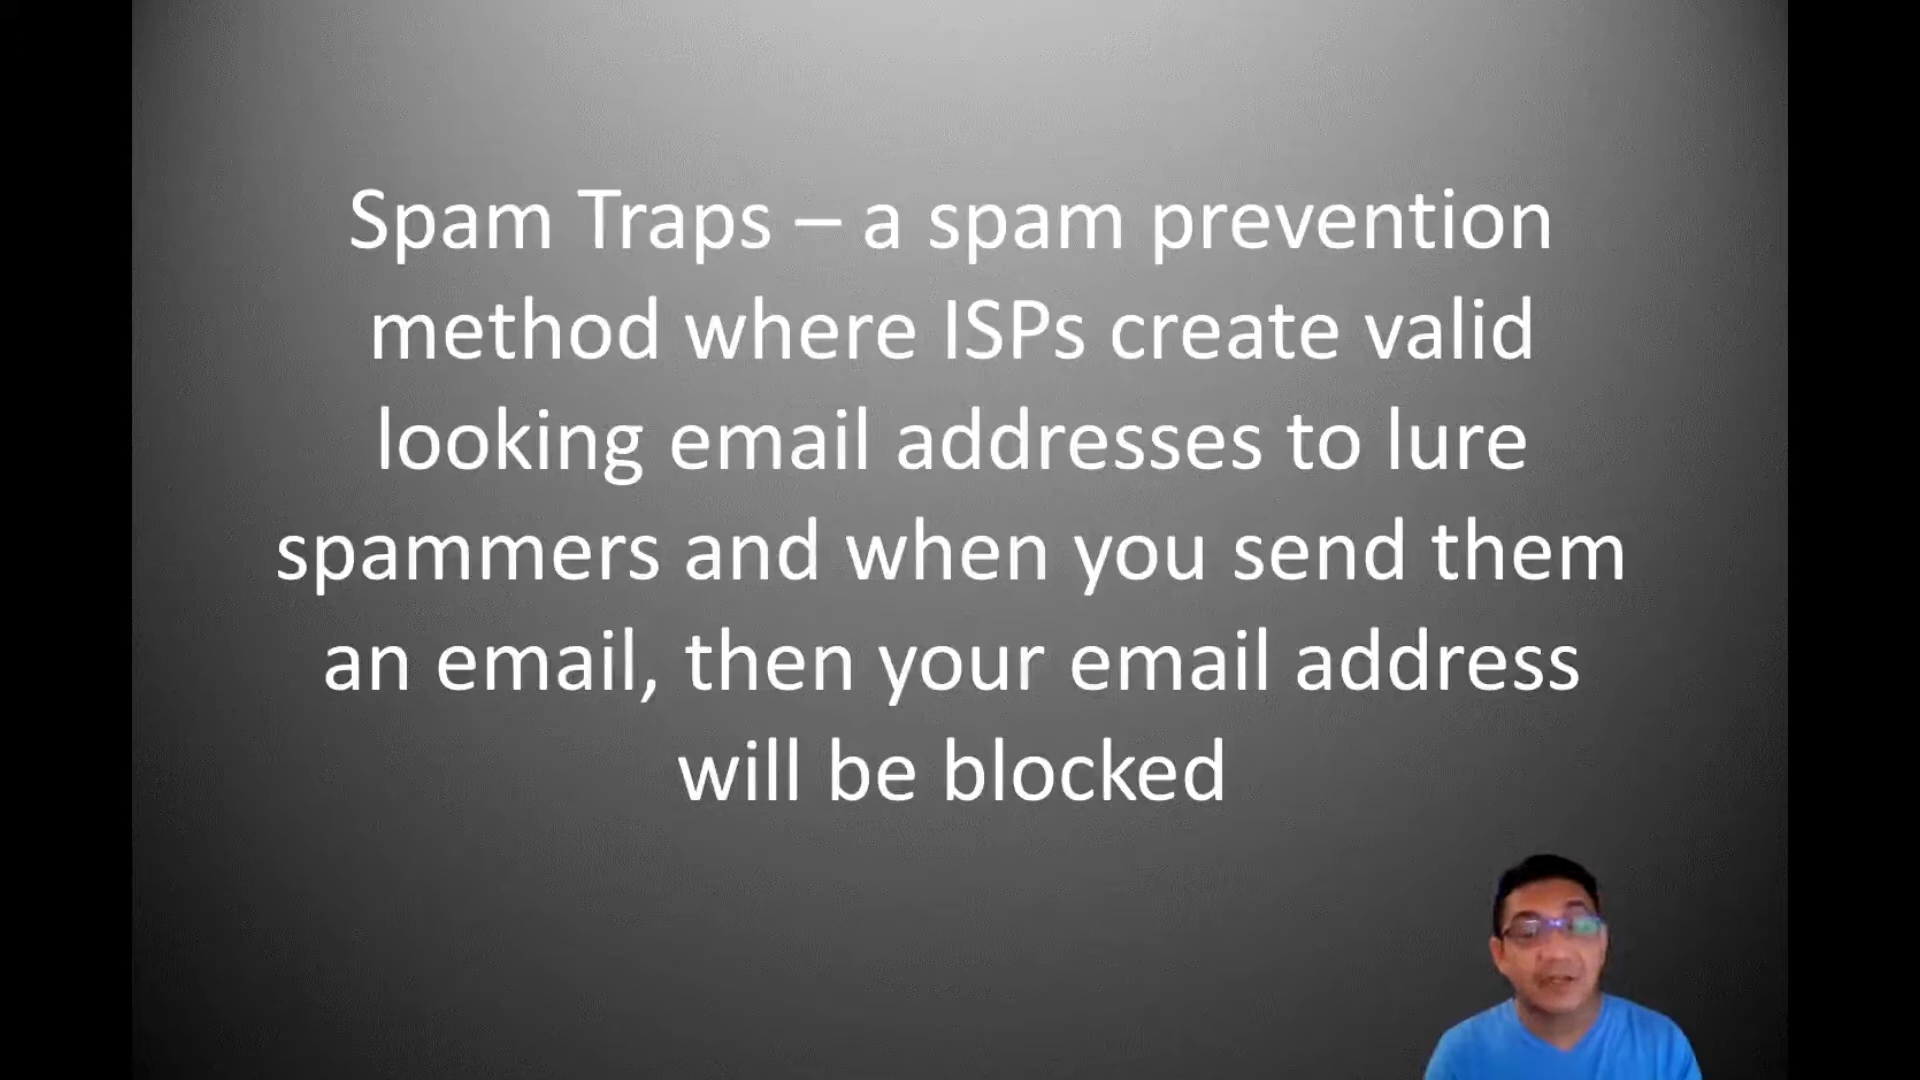 Spam Traps – a spam prevention
method where ISPs create valid
looking email addresses to lure
spammers and when you send them
an email, then your email address
will be blocked